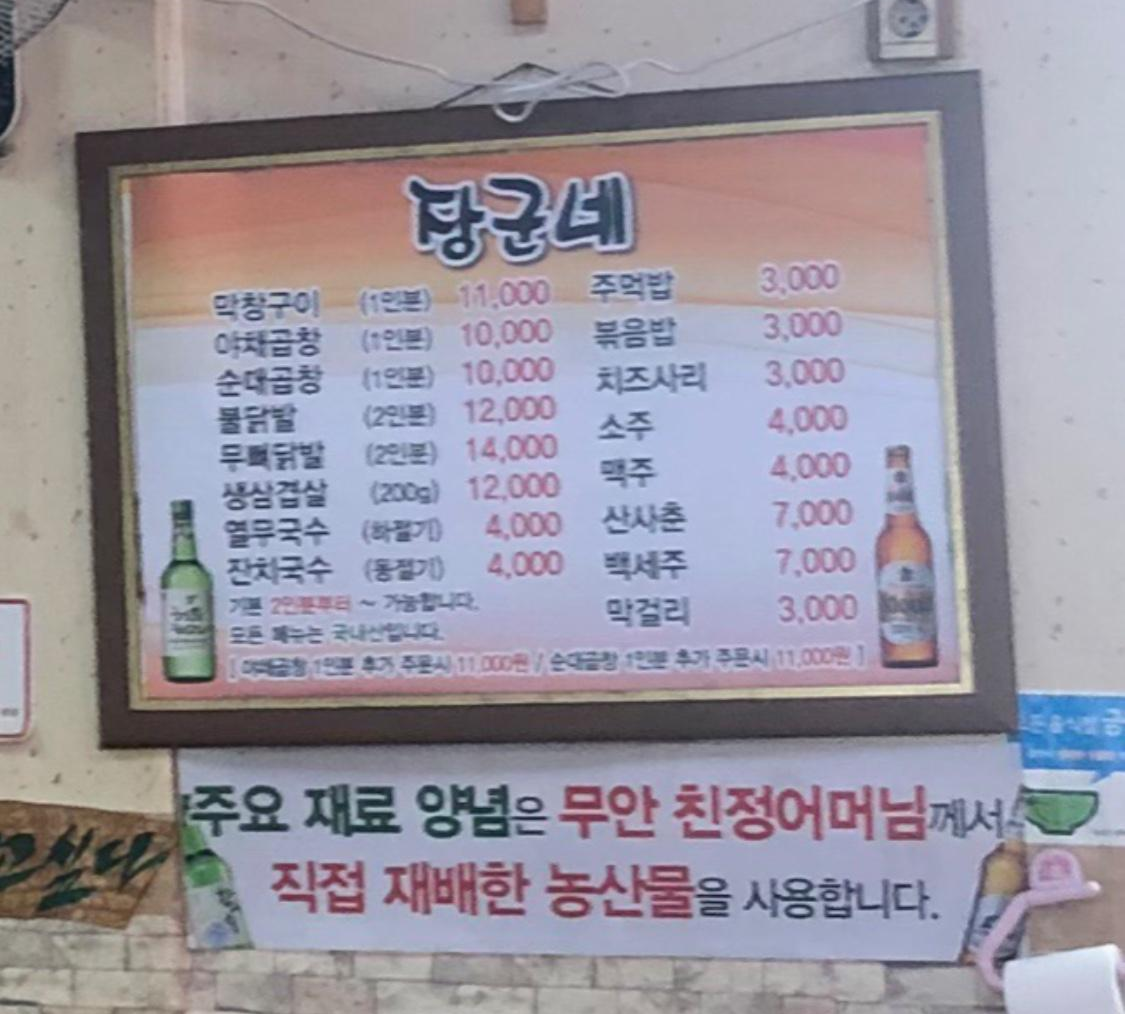 장군네
막창구이 (1인분) 11,000
야채곱창 (1인분) 10,000
순대곱창 (1인분) 10,000
불닭발 (2인분) 12,000
무뼈닭발 (2인분) 14,000
생삼겹살 (200g) 12,000
열무국수 (하절기) 4,000
잔치국수 (동절기) 4,000
기본 2인분부터 ~ 가능합니다.
모든 메뉴는 국내산입니다.
주먹밥 3,000
볶음밥 3,000
치즈사리 3,000
소주 4,000
맥주 4,000
산사춘 7,000
백세주 7,000
막걸리 3,000
[ 야채곱창 1인분 추가 주문시 11,000원 / 순대곱창 1인분 추가 주문시 11,000원 ]
주요 재료 양념은 무안 친정어머님께서
직접 재배한 농산물을 사용합니다.
고싶다